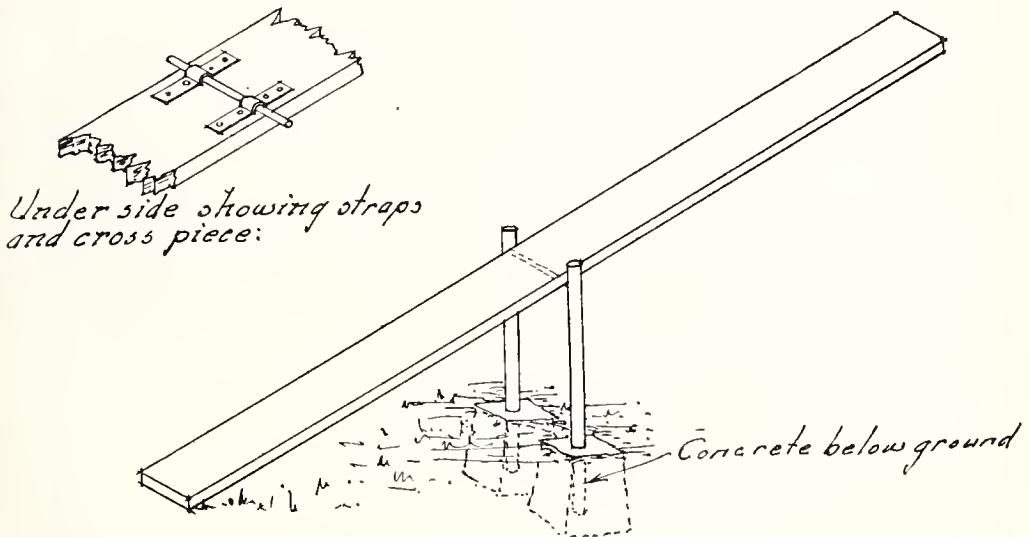 Under side showing straps
and cross piece:
Concrete below ground